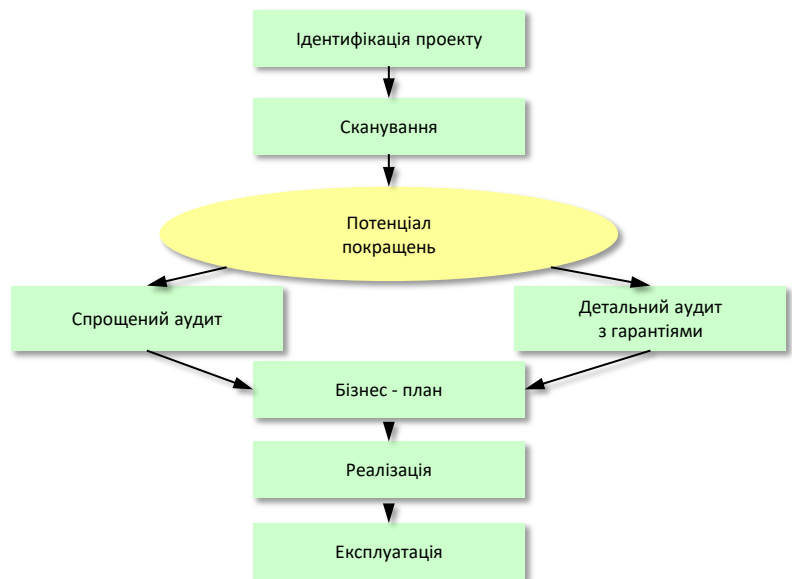 Ідентифікація проекту
Сканування
Потенціал
покращень
Спрощений аудит
Детальний аудит
з гарантіями
Бізнес - план
Реалізація
Експлуатація